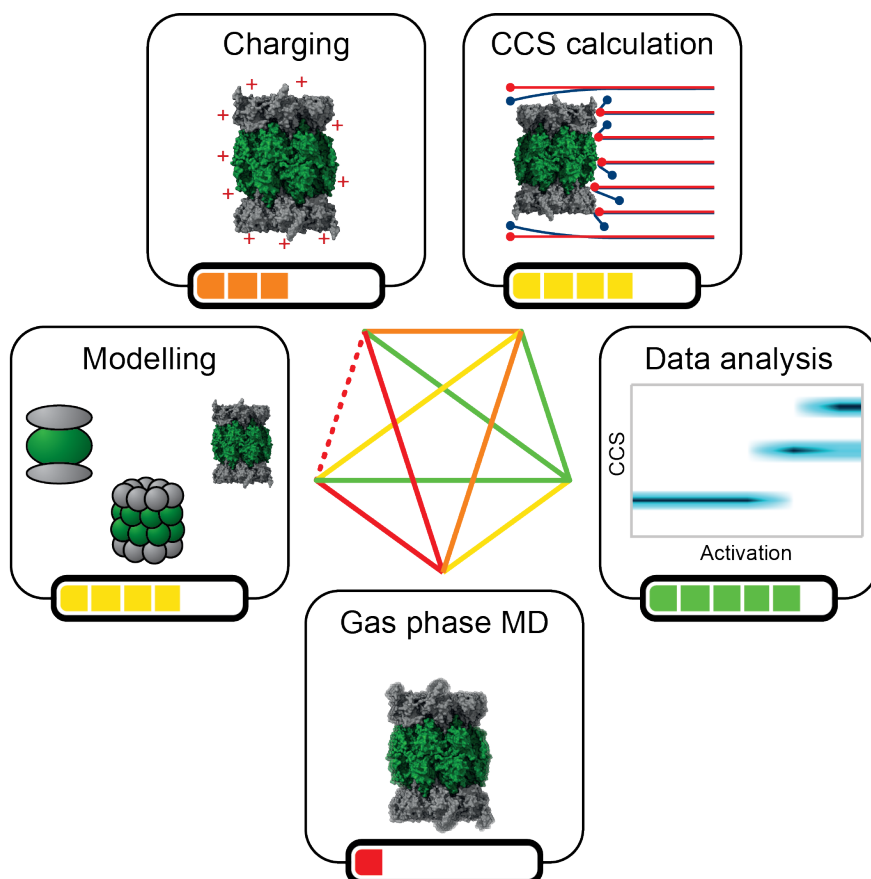 Charging
CCS calculation
Modelling
Data analysis
CCS
Activation
Gas phase MD